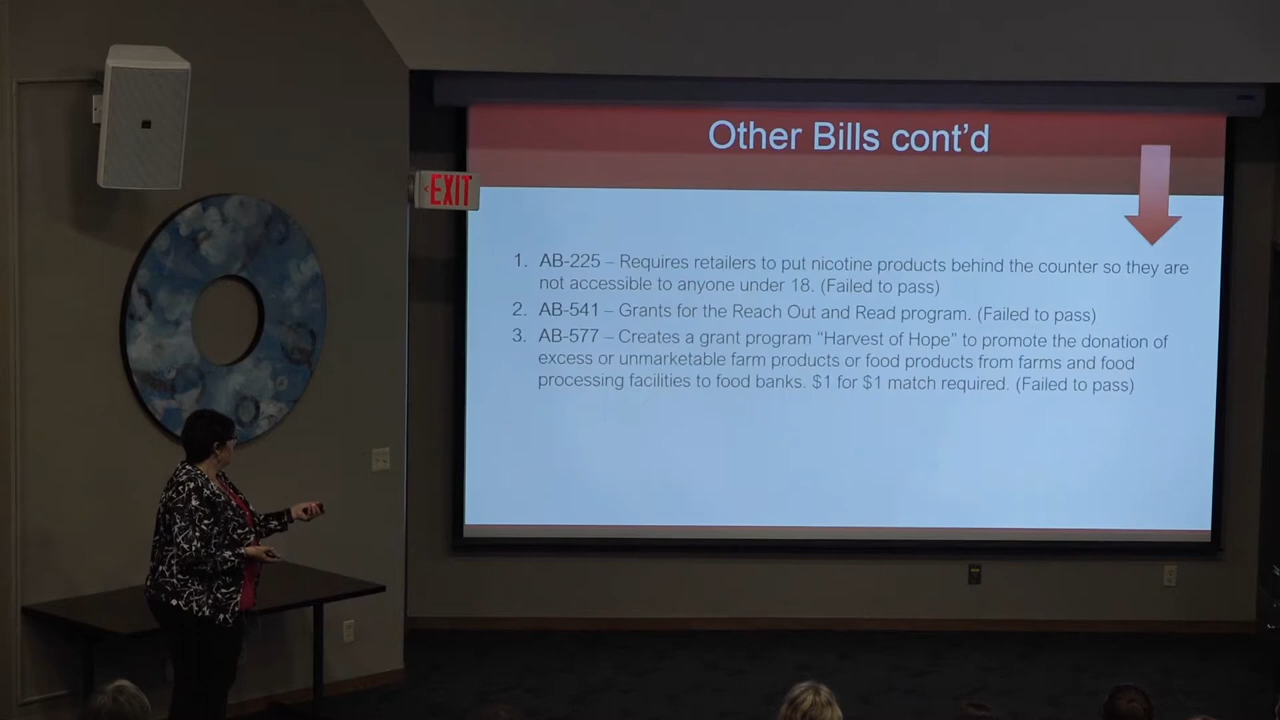 Other Bills cont'd
<EXIT
1. AB-225 – Requires retailers to put nicotine products behind the counter so they are
not accessible to anyone under 18. (Failed to pass)
2. AB-541 – Grants for the Reach Out and Read program. (Failed to pass)
3. AB-577 – Creates a grant program “Harvest of Hope” to promote the donation of
excess or unmarketable farm products or food products from farms and food
processing facilities to food banks. $1 for $1 match required. (Failed to pass)